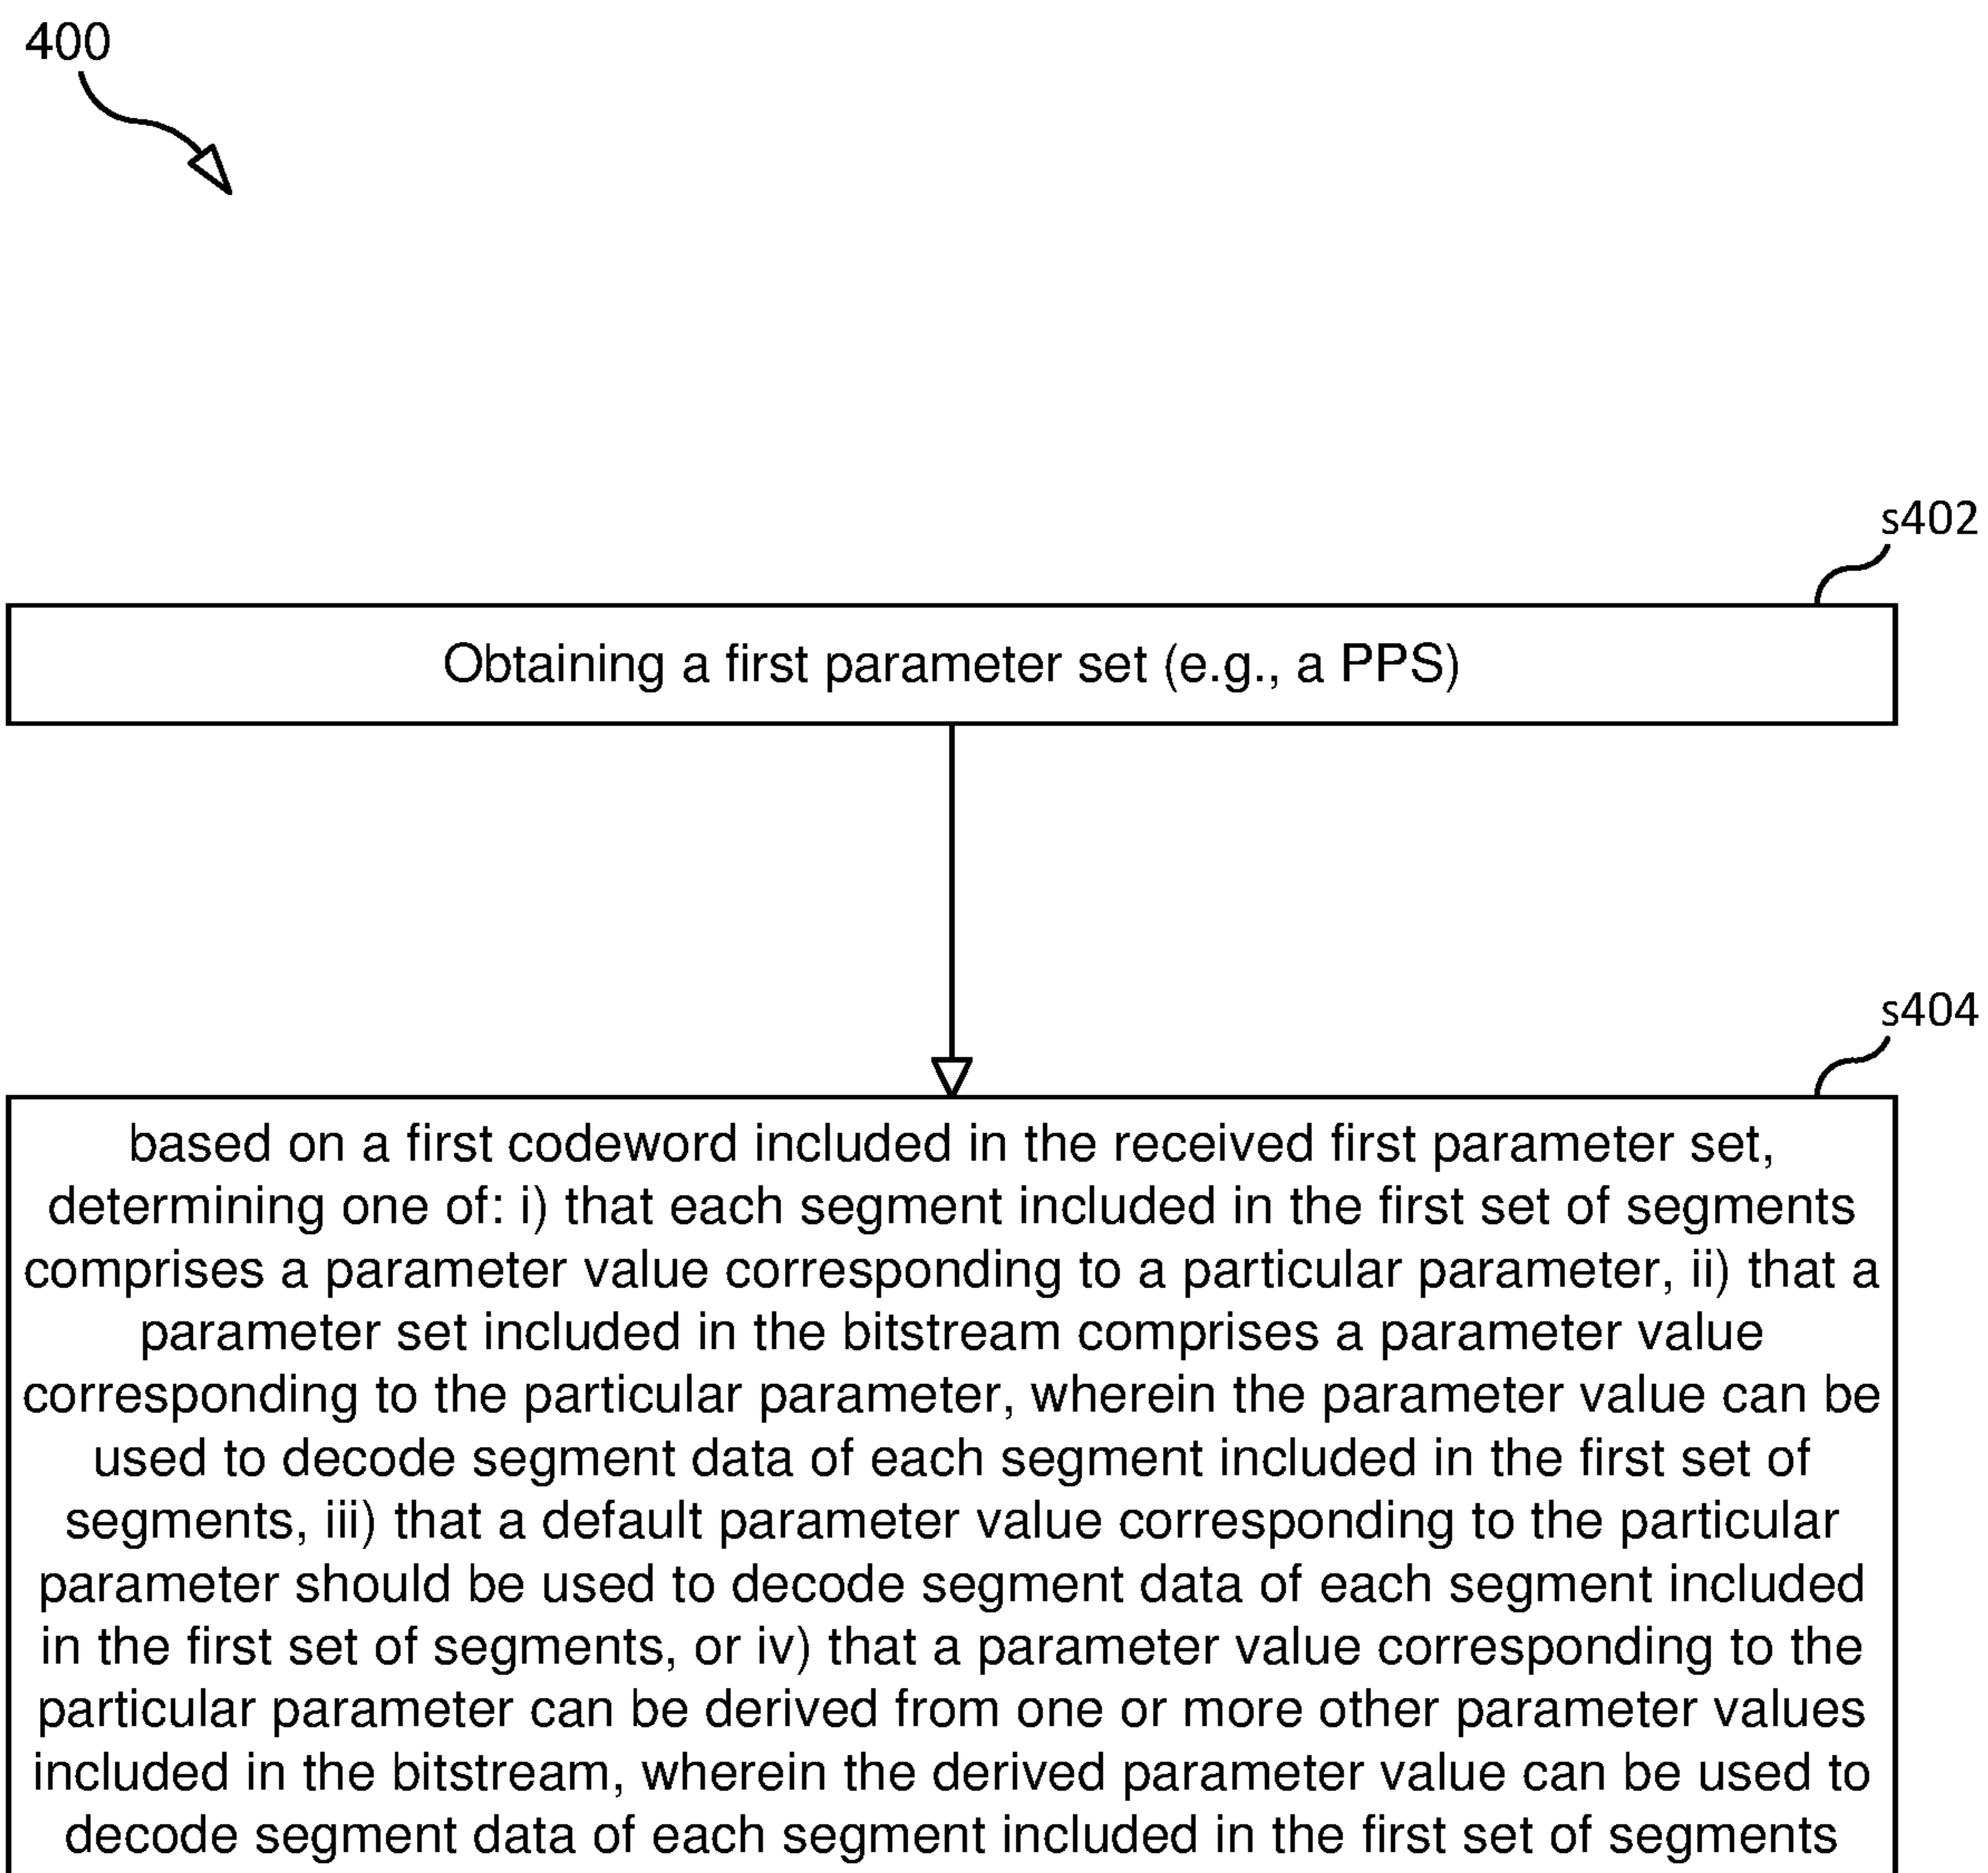 400
s402
Obtaining a first parameter set (e.g., a PPS)
s404
based on a first codeword included in the received first parameter set,
determining one of: i) that each segment included in the first set of segments
comprises a parameter value corresponding to a particular parameter, ii) that a
parameter set included in the bitstream comprises a parameter value
corresponding to the particular parameter, wherein the parameter value can be
used to decode segment data of each segment included in the first set of
segments, iii) that a default parameter value corresponding to the particular
parameter should be used to decode segment data of each segment included
in the first set of segments, or iv) that a parameter value corresponding to the
particular parameter can be derived from one or more other parameter values
included in the bitstream, wherein the derived parameter value can be used to
decode segment data of each segment included in the first set of segments